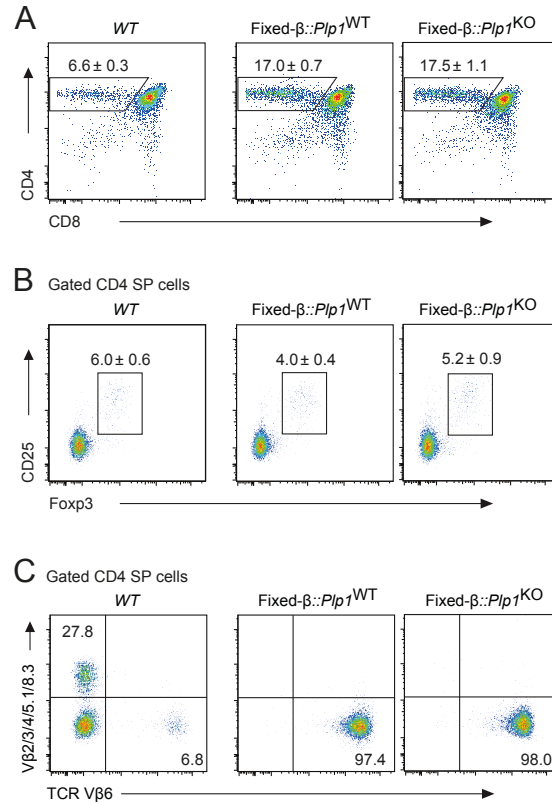 A
WT
Fixed-β::Plp1WT
Fixed-β::Plp1KO
6.6 ± 0.3
17.0 ± 0.7
17.5 ± 1.1
CD4
CD8
B Gated CD4 SP cells
WT
Fixed-β::Plp1WT
Fixed-β::Plp1KO
6.0 ± 0.6
4.0 ± 0.4
5.2 ± 0.9
CD25
Foxp3
C Gated CD4 SP cells
WT
Fixed-β::Plp1WT
Fixed-β::Plp1KO
27.8
6.8
97.4
98.0
Vβ2/3/4/5.1/8.3
TCR Vβ6